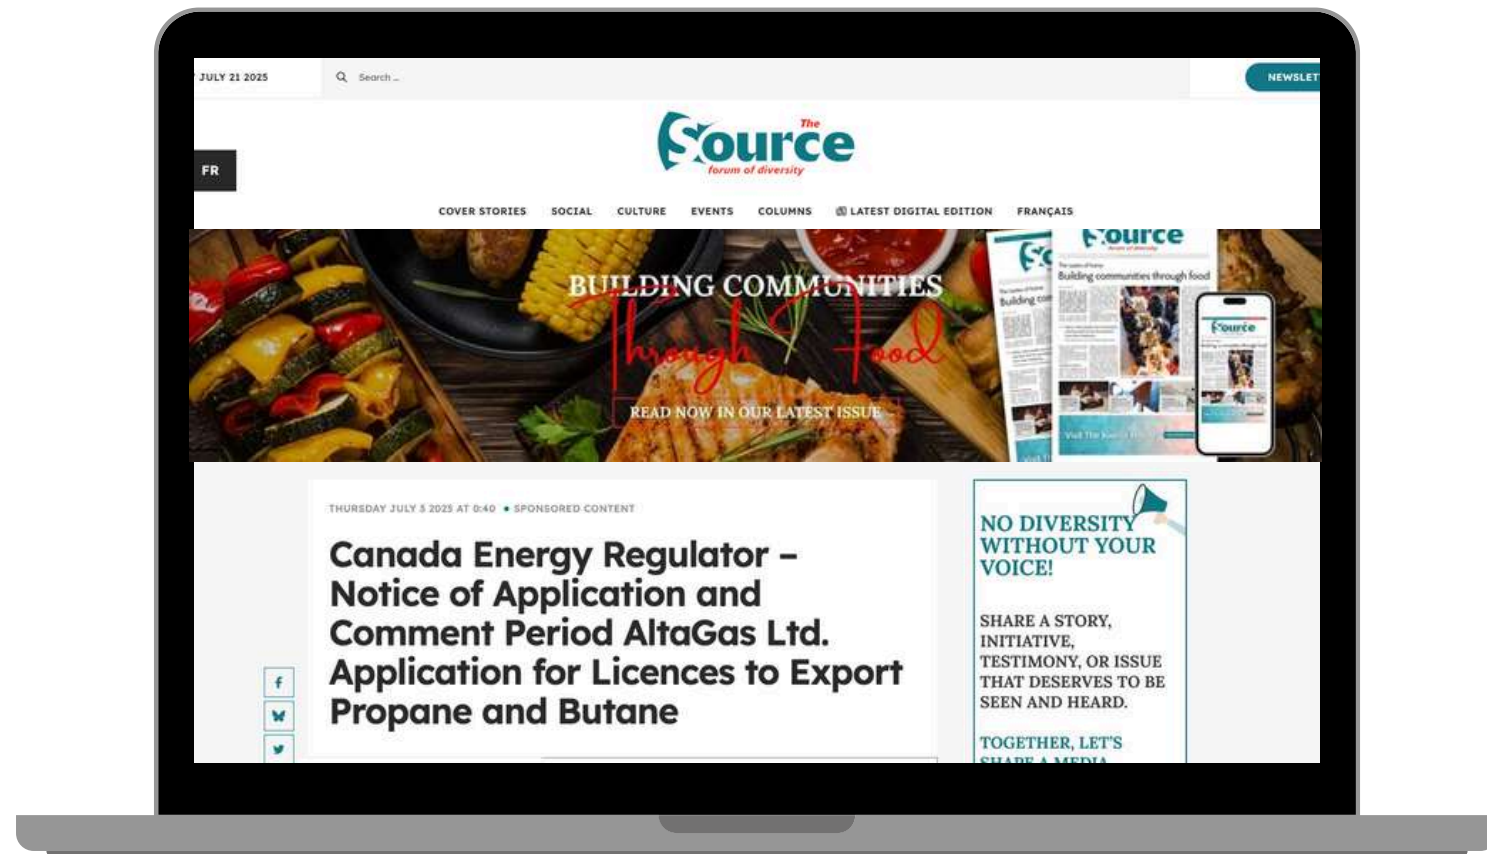 JULY 21 2025
Search ...
NEWSLET
The
Source
forum of diversity
FR
COVER STORIES SOCIAL CULTURE EVENTS COLUMNS LATEST DIGITAL EDITION FRANÇAIS
BUILDING COMMUNITIES
Through Food
READ NOW IN OUR LATEST ISSUE
Source
Building communities through food
Building com
Source
THURSDAY JULY 3 2025 AT 0:40 • SPONSORED CONTENT
Canada Energy Regulator –
Notice of Application and
Comment Period AltaGas Ltd.
Application for Licences to Export
Propane and Butane
NO DIVERSITY
WITHOUT YOUR
VOICE!
SHARE A STORY,
INITIATIVE,
TESTIMONY, OR ISSUE
THAT DESERVES TO BE
SEEN AND HEARD.
TOGETHER, LET'S
SHARE A MEDIA